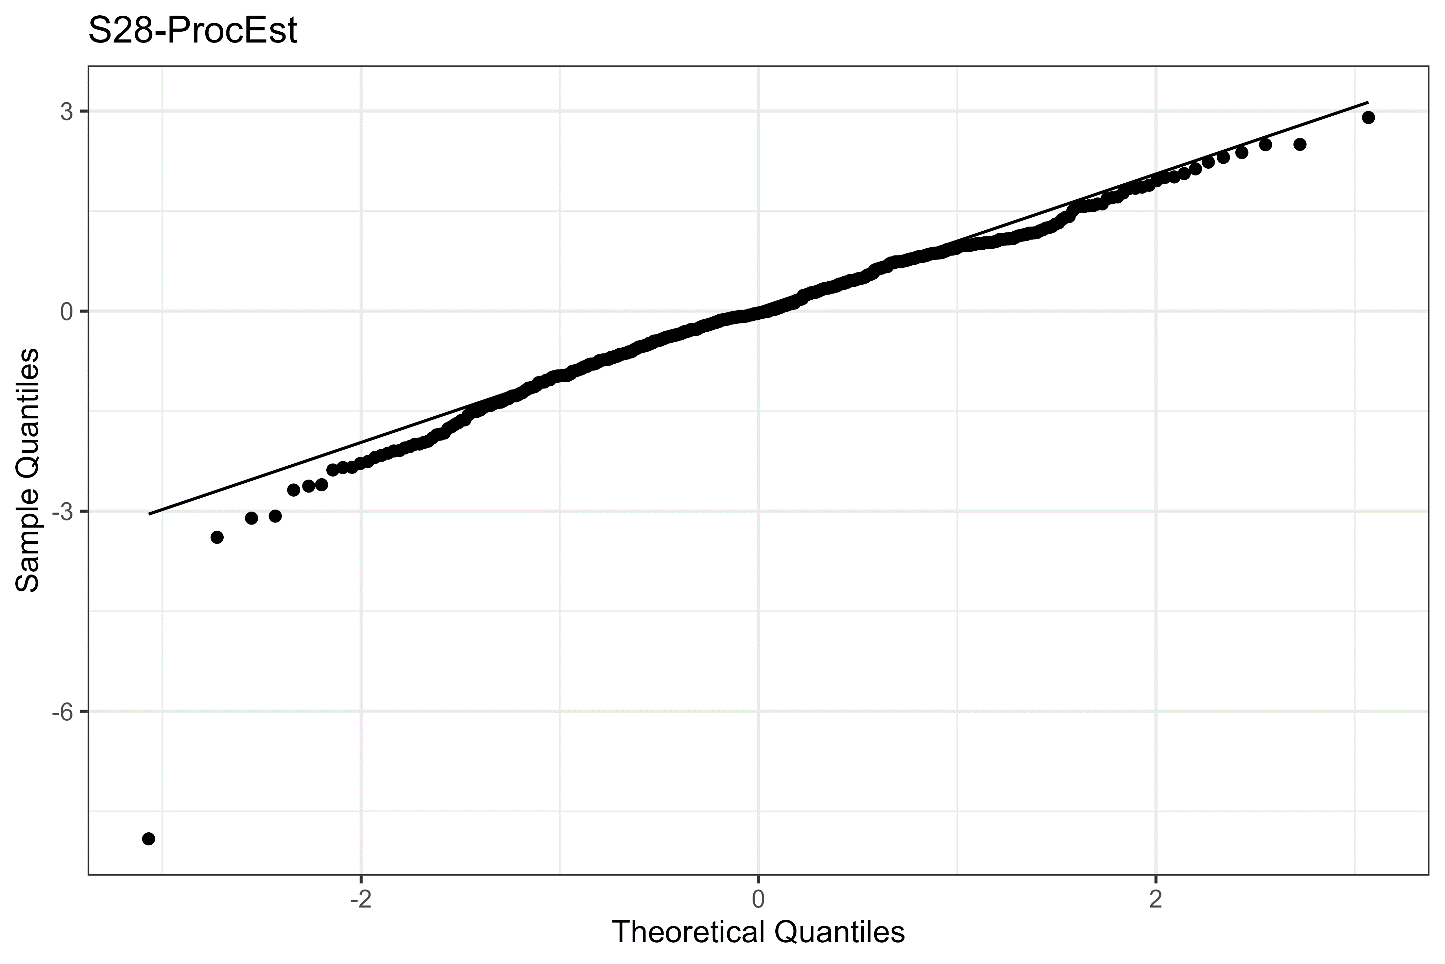 S28-ProcEst
3
0
-3
-6
Sample Quantiles
-2
0
2
Theoretical Quantiles